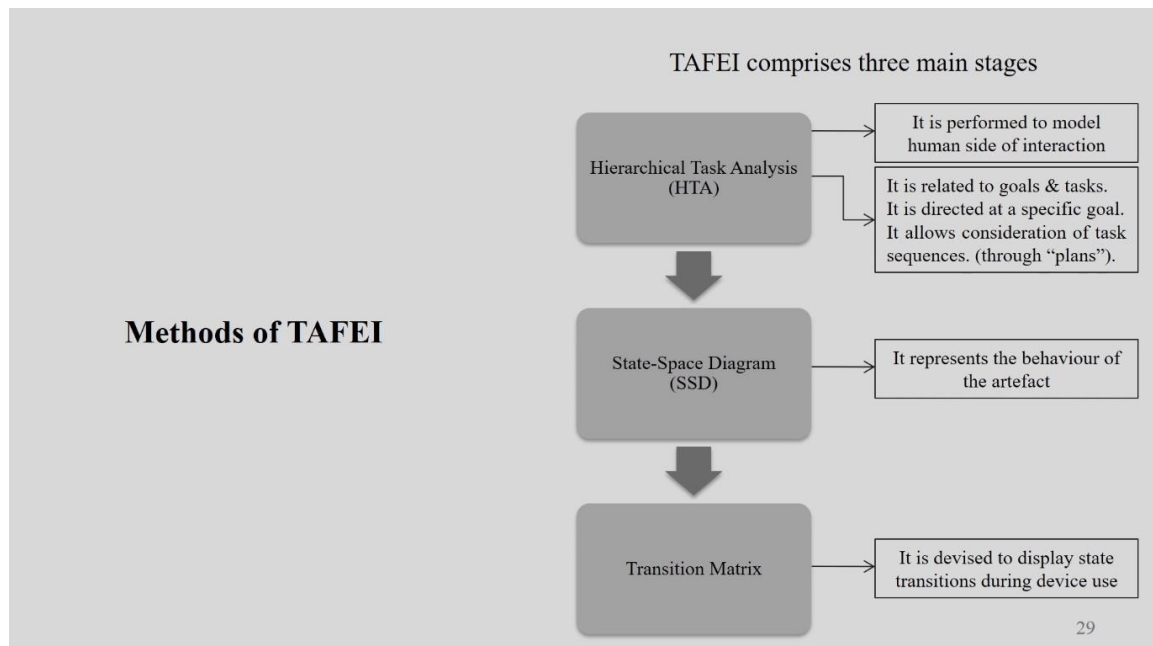 TAFEI comprises three main stages
Methods of TAFEI
Hierarchical Task Analysis
(HTA)
It is performed to model
human side of interaction
It is related to goals & tasks.
It is directed at a specific goal.
It allows consideration of task
sequences. (through “plans”).
State-Space Diagram
(SSD)
It represents the behaviour of
the artefact
Transition Matrix
It is devised to display state
transitions during device use
29